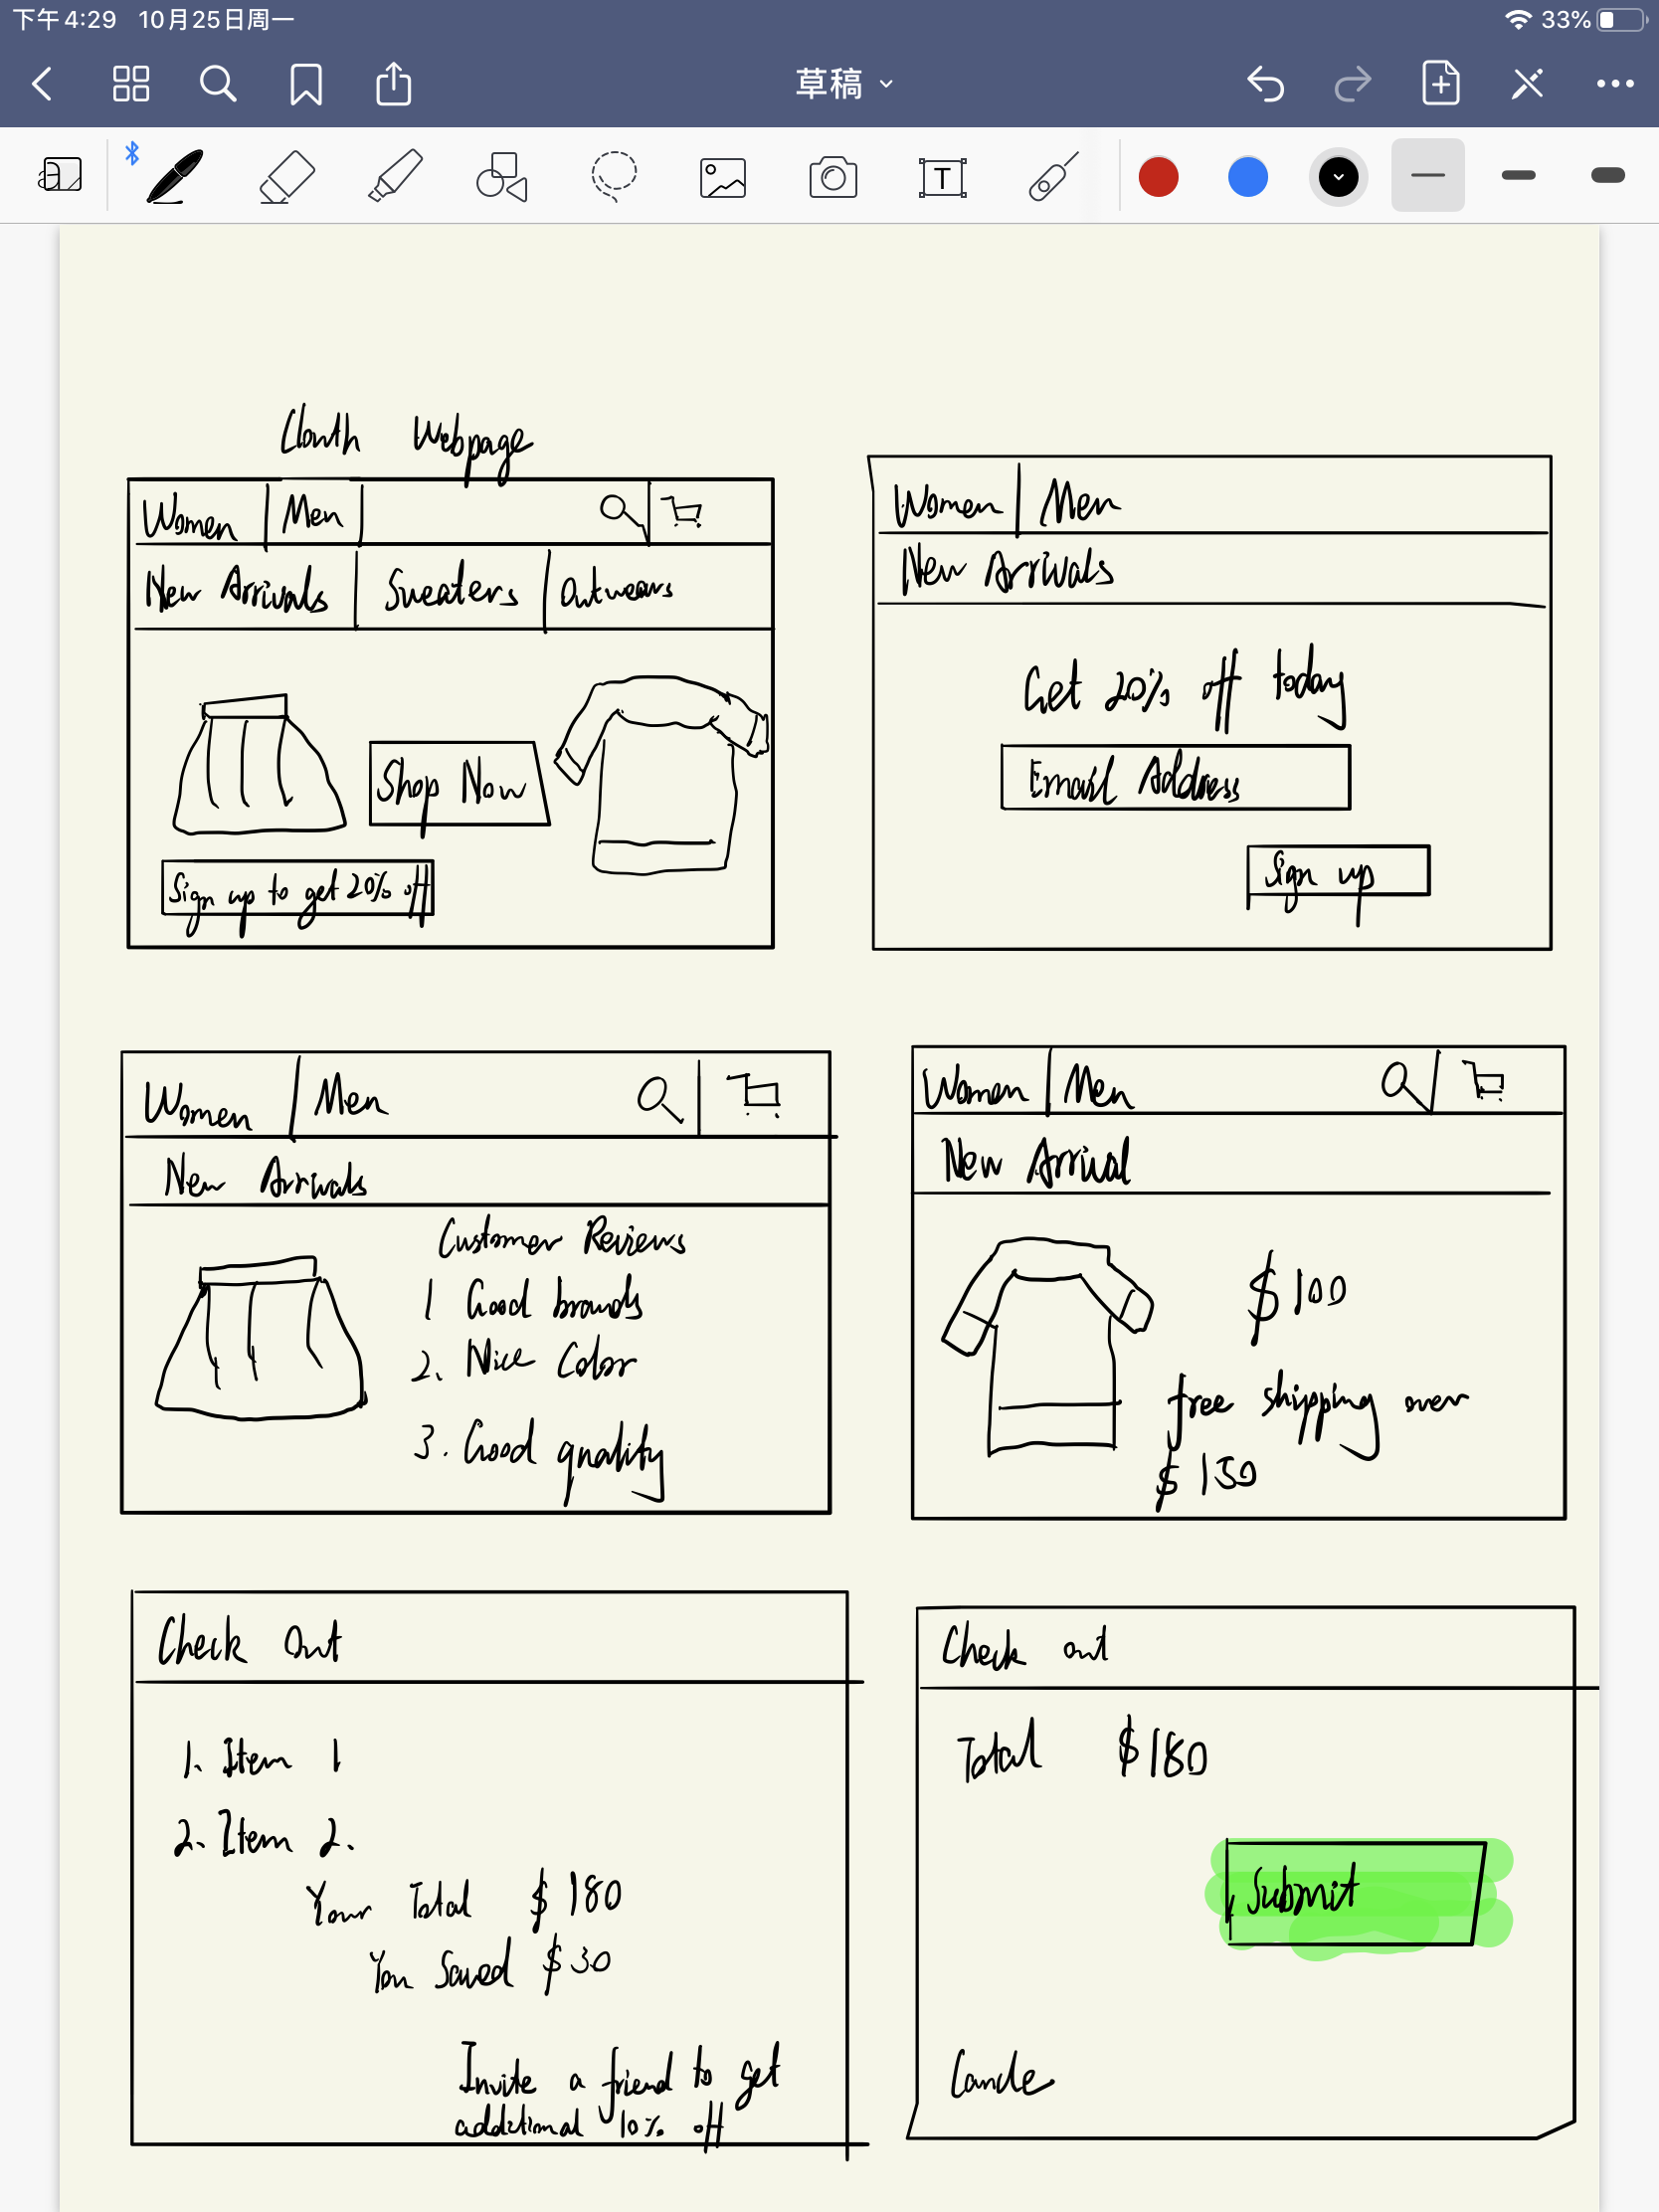 下午4:29 10月25日周一
33%
草稿
T
Clouth Webpage
Women Men
New Arrivals Sweaters Outwears
Shop Now
Sign up to get 20% off
Women Men
New Arrivals
Get 20% off today
Email Address
Sign up
Women Men
New Arrivals
Customer Reviews
1 Good brands
2. Nice Color
3. Good quality
Women Men
New Arrival
$100
free shipping over
$150
Check Out
1. Item 1
2. Item 2.
Your Total $180
You Saved $30
Invite a friend to get
additional 10% off
Check out
Total $180
Submit